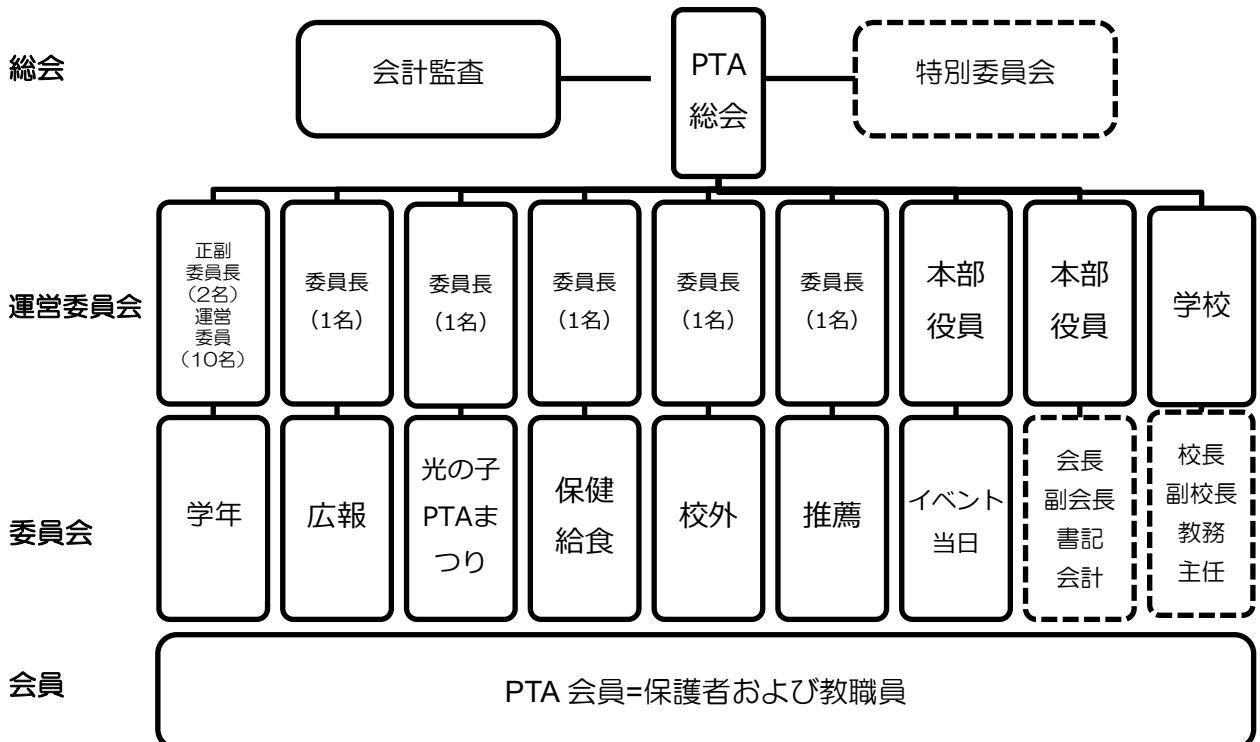 総会
会計監査
PTA
総会
特別委員会
運営委員会
正副
委員長
(2名)
運営
委員
(10名)
委員長
(1名)
委員長
(1名)
委員長
(1名)
委員長
(1名)
委員長
(1名)
本部
役員
本部
役員
学校
委員会
学年
広報
光の子
PTAま
つり
保健
給食
校外
推薦
イベント
当日
会長
副会長
書記
会計
校長
副校長
教務
主任
会員
PTA 会員=保護者および教職員